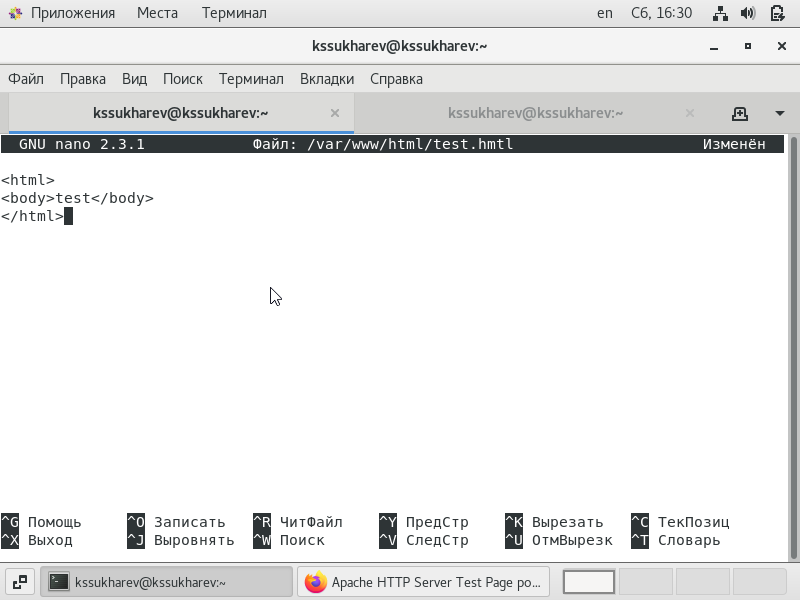 Приложения Места Терминал en Сб, 16:30
kssukharev@kssukharev:~
Файл Правка Вид Поиск Терминал Вкладки Справка
kssukharev@kssukharev:~ × kssukharev@kssukharev:~ ×
GNU nano 2.3.1 Файл: /var/www/html/test.hmtl Изменён
<html>
<body>test</body>
</html>
^G Помощь ^O Записать ^R ЧитФайл ^Y ПредСтр ^K Вырезать ^C ТекПозиц
^X Выход ^J Выровнять ^W Поиск ^V СледСтр ^U ОтмВырезк ^T Словарь
kssukharev@kssukharev:~ Apache HTTP Server Test Page po...